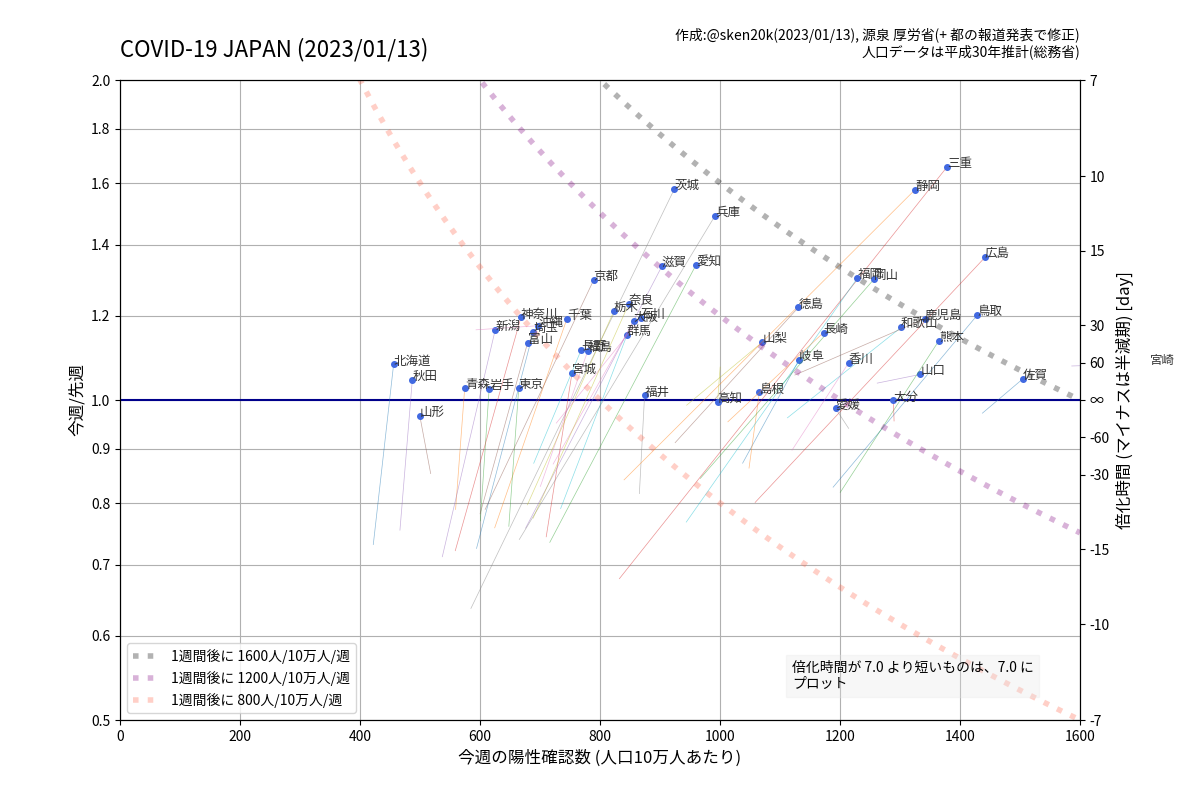 COVID-19 JAPAN (2023/01/13)
作成:@sken20k(2023/01/13), 源泉 厚労省(+ 都の報道発表で修正)
人口データは平成30年推計(総務省)
今週/先週
2.0
1.8
1.6
1.4
1.2
1.0
0.9
0.8
0.7
0.6
0.5
三重
茨城
静岡
兵庫
広島
滋賀
愛知
京都
福岡
岡山
奈良
栃木
徳島
石川
大阪
神奈川
千葉
沖縄
埼玉
新潟
群馬
富山
鳥取
鹿児島
和歌山
長崎
熊本
山梨
長野
福島
岐阜
香川
宮崎
北海道
宮城
秋田
山口
佐賀
青森
岩手
東京
島根
福井
高知
大分
愛媛
山形
7
10
15
30
60
∞
-60
-30
-15
-10
-7
倍化時間 (マイナスは半減期) [day]
1週間後に 1600人/10万人/週
1週間後に 1200人/10万人/週
1週間後に 800人/10万人/週
倍化時間が 7.0 より短いものは、7.0 に
プロット
0
200
400
600
800
1000
1200
1400
1600
今週の陽性確認数 (人口10万人あたり)